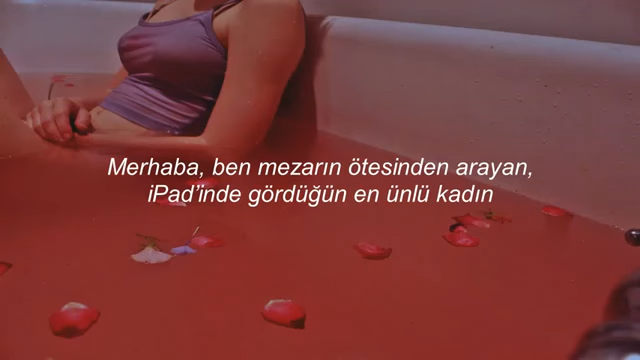 Merhaba, ben mezarın ötesinden arayan,
iPad’inde gördüğün en ünlü kadın